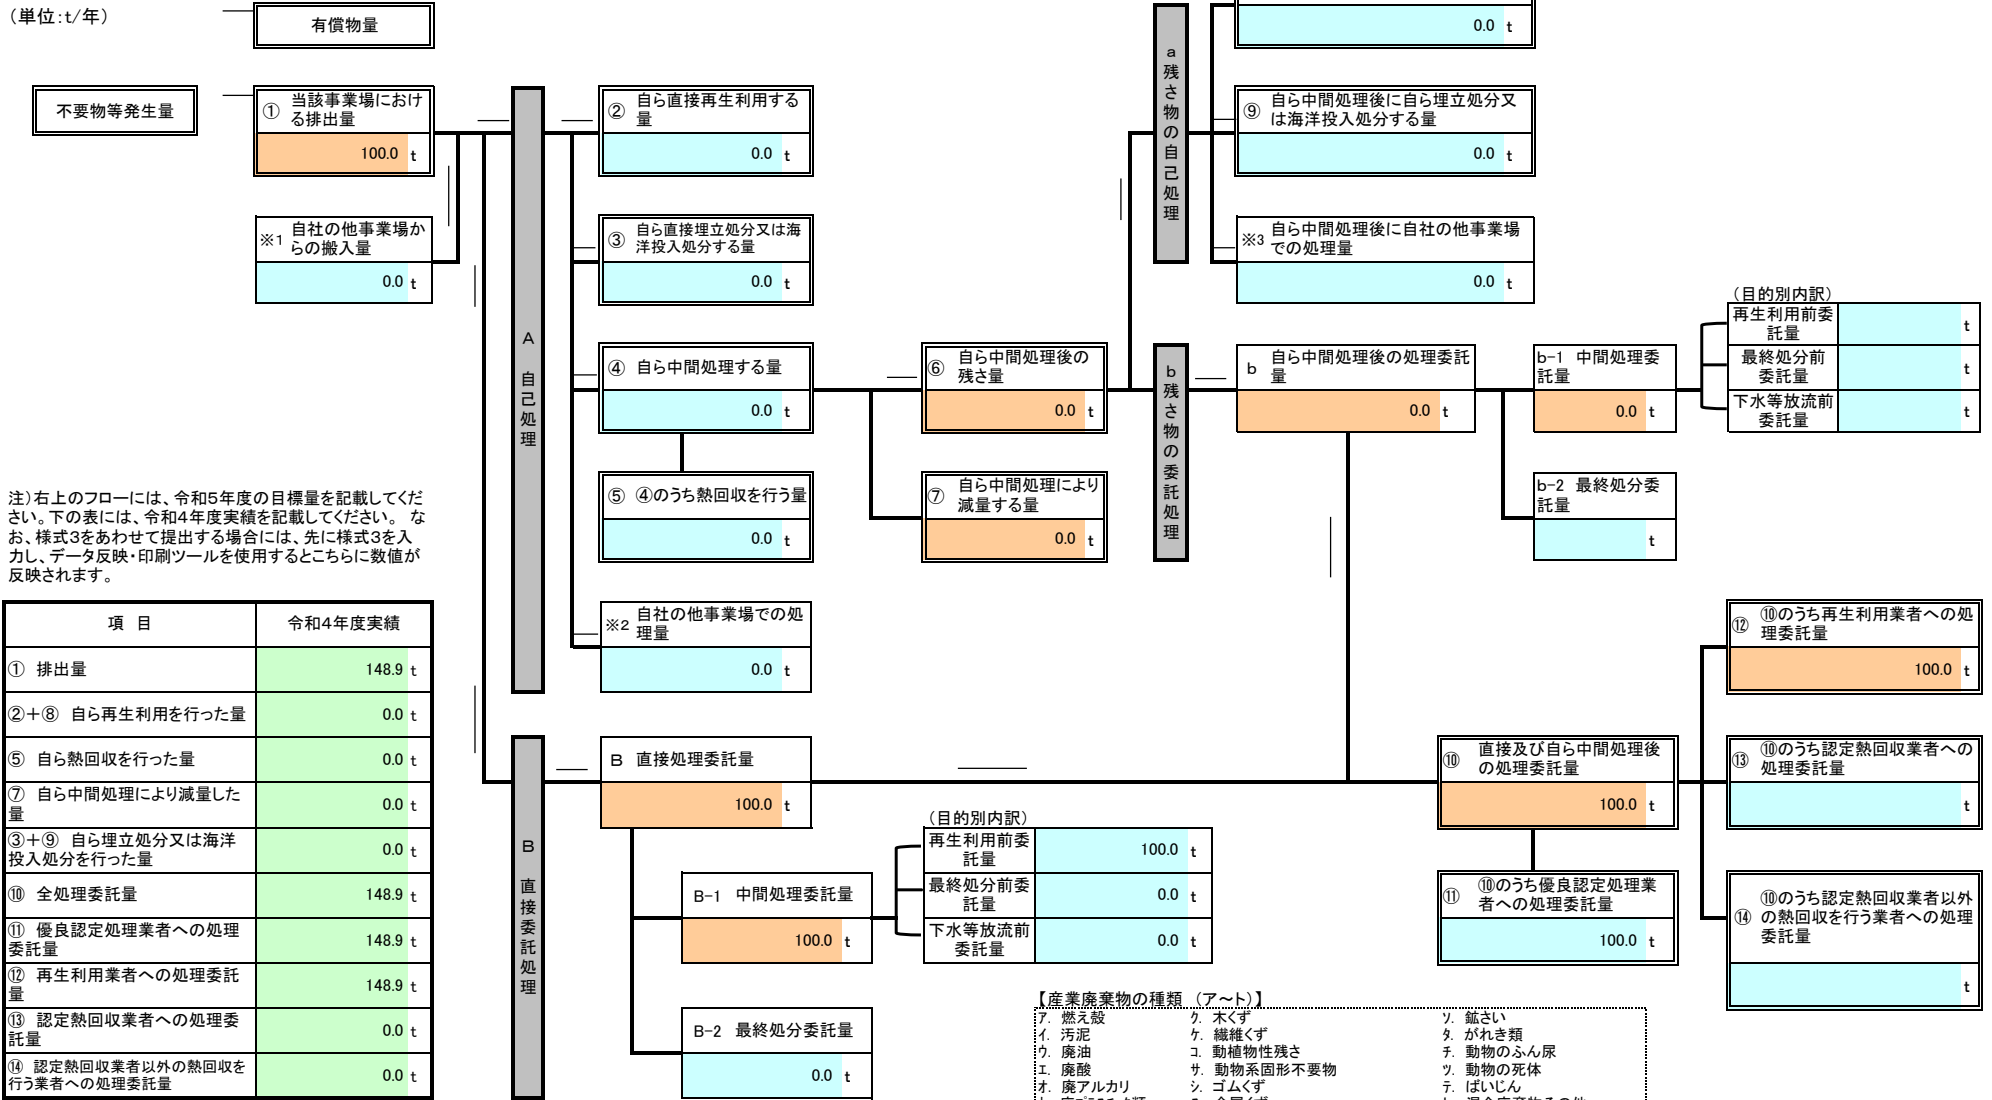 （単位：t/年）
有償物量
0.0 t
不要物等発生量
① 当該事業場におけ
る排出量
100.0 t
② 自ら直接再生利用する
量
0.0 t
⑨ 自ら中間処理後に自ら埋立処分又
は海洋投入処分する量
0.0 t
※1 自社の他事業場か
らの搬入量
0.0 t
③ 自ら直接埋立処分又は海
洋投入処分する量
0.0 t
※3 自ら中間処理後に自社の他事業場
での処理量
0.0 t
a 残さ物の自己処理
A 自己処理
④ 自ら中間処理する量
0.0 t
⑥ 自ら中間処理後の
残さ量
0.0 t
b 残さ物の委託処理
b 自ら中間処理後の処理委託
量
0.0 t
b-1 中間処理委
託量
0.0 t
（目的別内訳）
再生利用前委
託量 t
最終処分前
委託量 t
下水等放流前
委託量 t
⑤ ④のうち熱回収を行う量
0.0 t
⑦ 自ら中間処理により
減量する量
0.0 t
b-2 最終処分委
託量
t
注）右上のフローには、令和5年度の目標量を記載してくだ
さい。下の表には、令和4年度実績を記載してください。 な
お、様式3をあわせて提出する場合には、先に様式3を入
力し、データ反映・印刷ツールを使用するとこちらに数値が
反映されます。
※2 自社の他事業場での処
理量
0.0 t
項 目 令和4年度実績
① 排出量 148.9 t
②＋⑧ 自ら再生利用を行った量 0.0 t
⑤ 自ら熱回収を行った量 0.0 t
⑦ 自ら中間処理により減量した
量 0.0 t
③＋⑨ 自ら埋立処分又は海洋
投入処分を行った量 0.0 t
⑩ 全処理委託量 148.9 t
⑪ 優良認定処理業者への処理
委託量 148.9 t
⑫ 再生利用業者への処理委託
量 148.9 t
⑬ 認定熱回収業者への処理委
託量 0.0 t
⑭ 認定熱回収業者以外の熱回収を
行う業者への処理委託量 0.0 t
B 直接委託処理
B 直接処理委託量
100.0 t
B-1 中間処理委託量
100.0 t
（目的別内訳）
再生利用前委
託量 100.0 t
最終処分前委
託量 0.0 t
下水等放流前
委託量 0.0 t
B-2 最終処分委託量
0.0 t
⑩ 直接及び自ら中間処理後
の処理委託量
100.0 t
⑪ ⑩のうち優良認定処理業
者への処理委託量
100.0 t
⑫ ⑩のうち再生利用業者への処
理委託量
100.0 t
⑬ ⑩のうち認定熱回収業者への
処理委託量
t
⑭ ⑩のうち認定熱回収業者以外
の熱回収を行う業者への処理
委託量
t
【産業廃棄物の種類 （ア～ト）】
ｱ. 燃え殻 ｸ. 木くず ｿ. 鉱さい
ｲ. 汚泥 ｹ. 繊維くず ﾀ. がれき類
ｳ. 廃油 ｺ. 動植物性残さ ﾁ. 動物のふん尿
ｴ. 廃酸 ｻ. 動物系固形不要物 ﾂ. 動物の死体
ｵ. 廃アルカリ ｼ. ゴムくず ﾃ. ばいじん